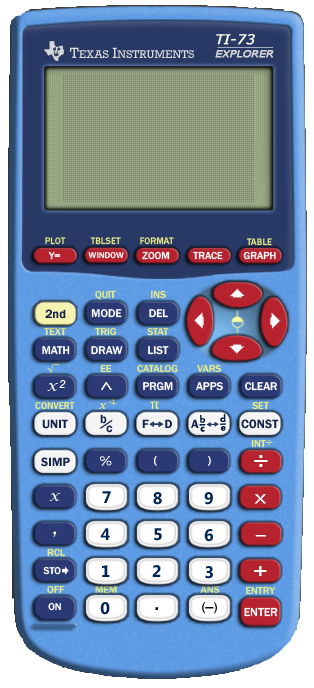 TEXAS INSTRUMENTS TI-73
EXPLORER
PLOT TBLSET FORMAT TABLE
Y= WINDOW ZOOM TRACE GRAPH
QUIT INS
2nd MODE DEL
TEXT TRIG STAT
MATH DRAW LIST
√ EE CATALOG VARS
x² ^ PRGM APPS CLEAR
CONVERT x⁻¹ π SET
UNIT b/c F↔D A b/c ↔ d/e CONST
INT÷
SIMP % ( ) ÷
x 7 8 9 ×
, 4 5 6 −
RCL
STO➡ 1 2 3 +
OFF MEM ANS ENTRY
ON 0 . (−) ENTER